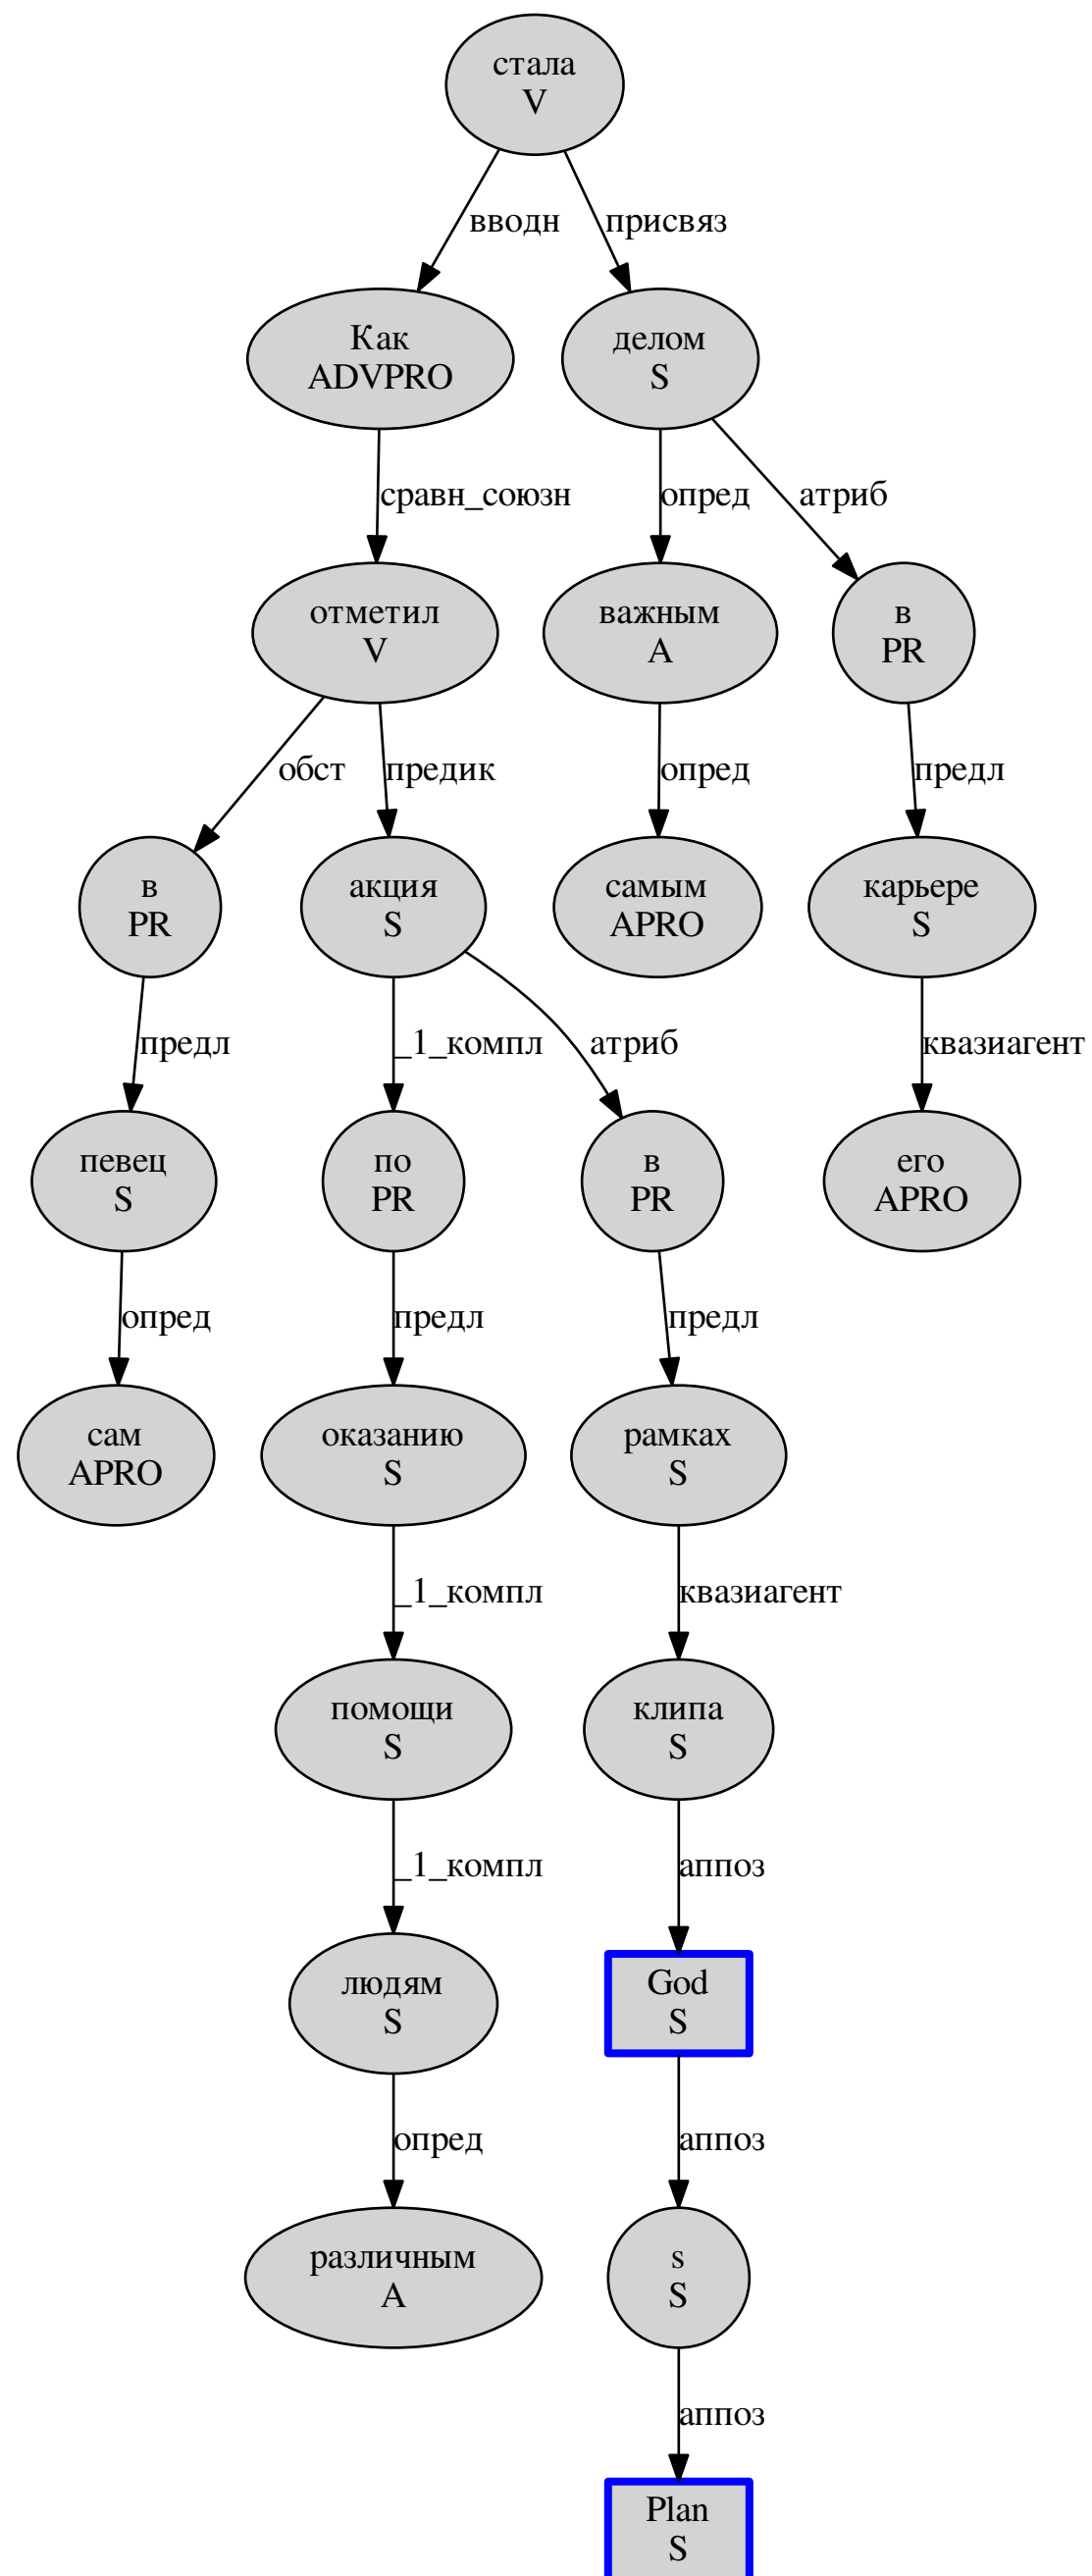 стала
V
вводн
присвяз
Как
ADVPRO
делом
S
сравн_союзн
опред
атриб
отметил
V
важным
A
в
PR
обст
предик
опред
предл
в
PR
акция
S
самым
APRO
карьере
S
предл
_1_компл
атриб
квазиагент
певец
S
по
PR
в
PR
его
APRO
опред
предл
предл
сам
APRO
оказанию
S
рамках
S
_1_компл
квазиагент
помощи
S
клипа
S
_1_компл
аппоз
людям
S
God
S
опред
аппоз
различным
A
s
S
аппоз
Plan
S